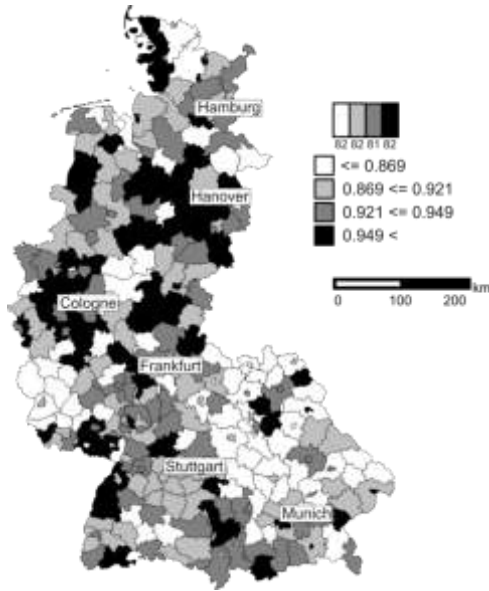 Hamburg
82 82 81 82
<= 0.869
0.869 <= 0.921
Hanover
0.921 <= 0.949
0.949 <
km
0 100 200
Cologne
Frankfurt
Stuttgart
Munich